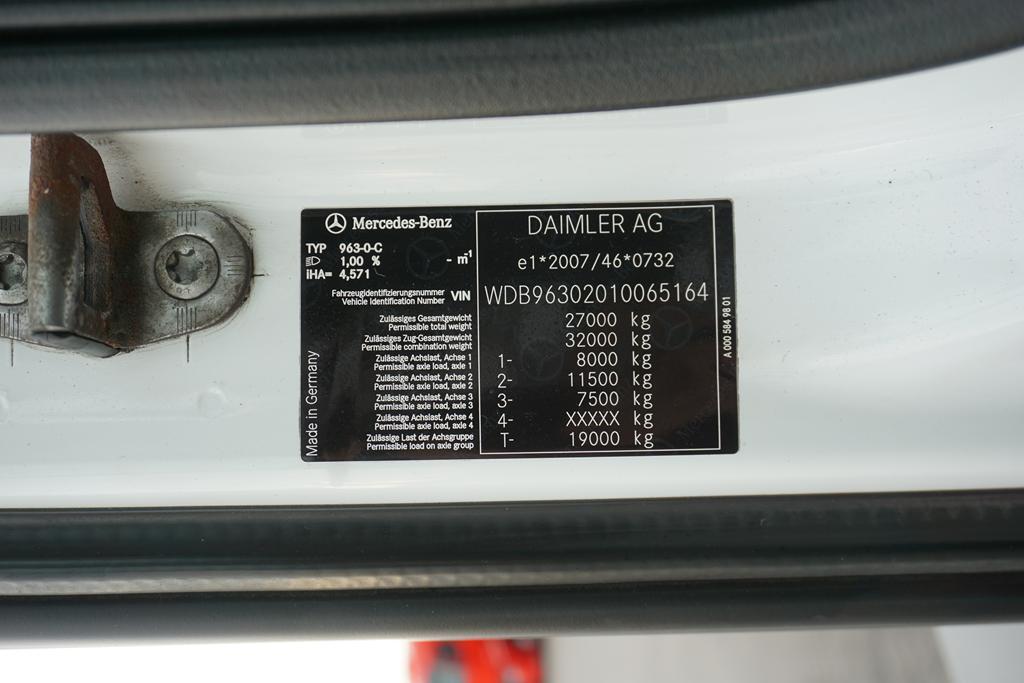 Mercedes-Benz
TYP 963-0-C
1,00 % - m⁻¹
iHA= 4,571
DAIMLER AG
e1*2007/46*0732
Fahrzeugidentifizierungsnummer
Vehicle Identification Number VIN WDB96302010065164
Zulässiges Gesamtgewicht
Permissible total weight 27000 kg
Zulässiges Zug-Gesamtgewicht
Permissible combination weight 32000 kg
Zulässige Achslast, Achse 1
Permissible axle load, axle 1 1- 8000 kg
Zulässige Achslast, Achse 2
Permissible axle load, axle 2 2- 11500 kg
Zulässige Achslast, Achse 3
Permissible axle load, axle 3 3- 7500 kg
Zulässige Achslast, Achse 4
Permissible axle load, axle 4 4- XXXXX kg
Zulässige Last der Achsgruppe
Permissible load on axle group T- 19000 kg
Made in Germany
A 000 584 98 01